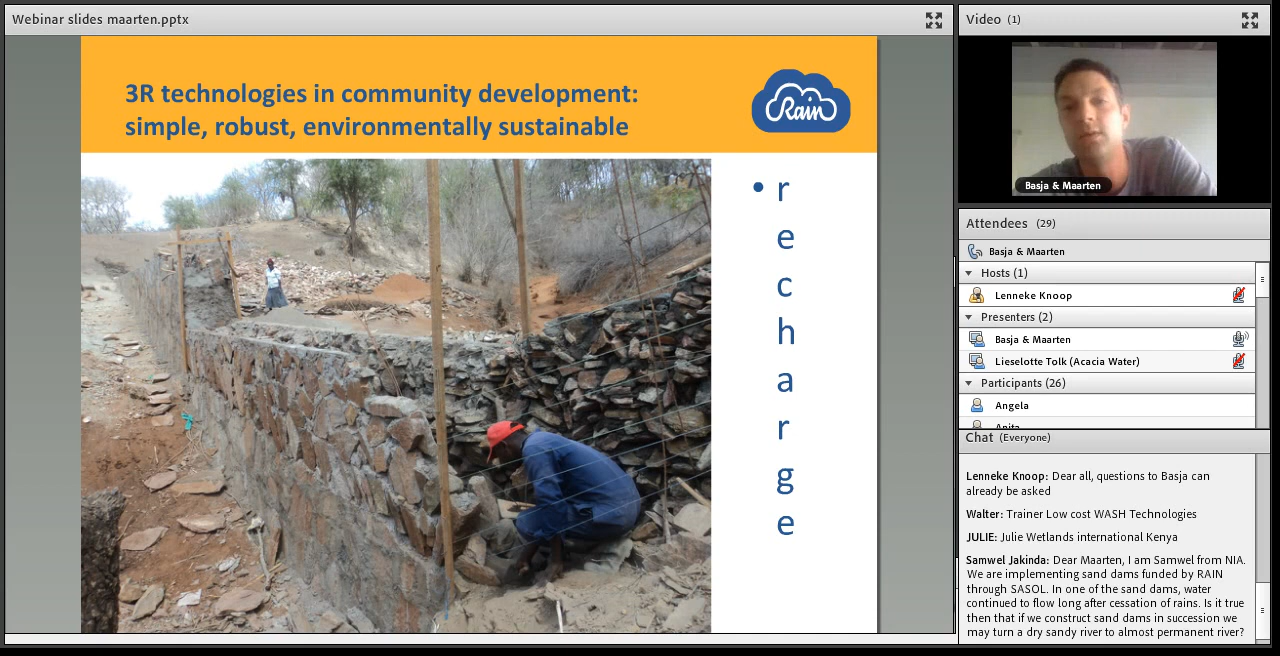 Webinar slides maarten.pptx
3R technologies in community development:
simple, robust, environmentally sustainable
Rain
• r
e
c
h
a
r
g
e
Video (1)
Basja & Maarten
Attendees (29)
Basja & Maarten
Hosts (1)
Lenneke Knoop
Presenters (2)
Basja & Maarten
Lieselotte Tolk (Acacia Water)
Participants (26)
Angela
Anita
Chat (Everyone)
Lenneke Knoop: Dear all, questions to Basja can
already be asked
Walter: Trainer Low cost WASH Technologies
JULIE: Julie Wetlands international Kenya
Samwel Jakinda: Dear Maarten, I am Samwel from NIA.
We are implementing sand dams funded by RAIN
through SASOL. In one of the sand dams, water
continued to flow long after cessation of rains. Is it true
then that if we construct sand dams in succession we
may turn a dry sandy river to almost permanent river?